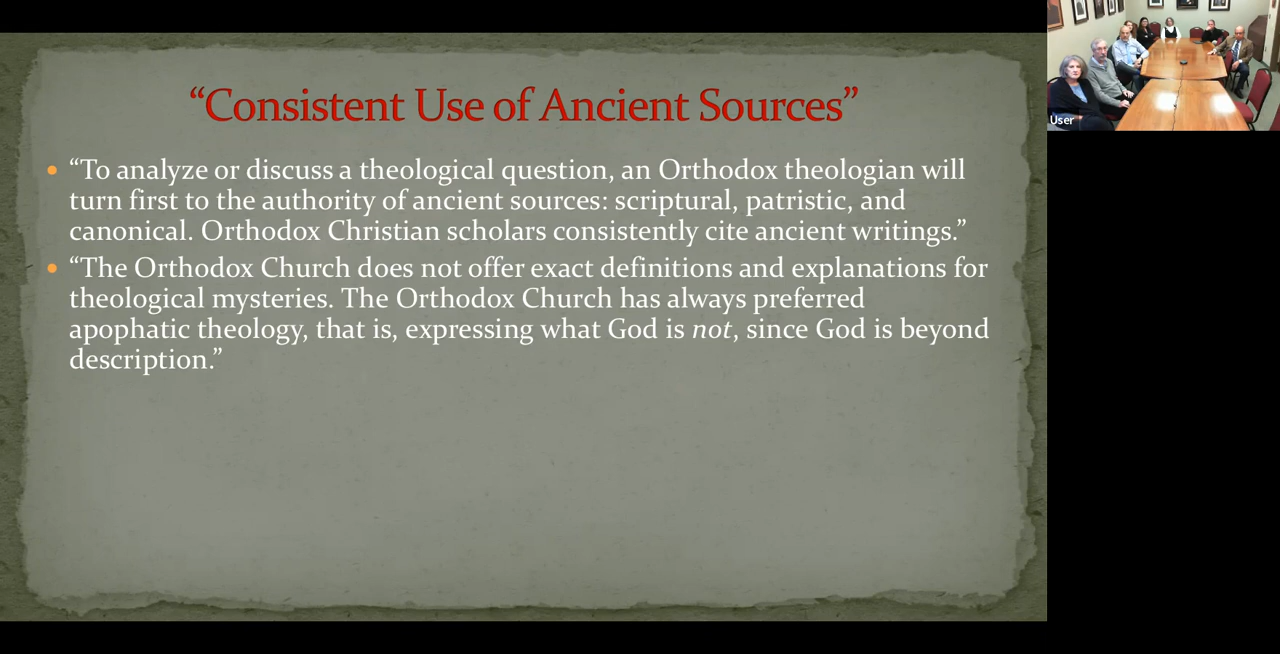 “Consistent Use of Ancient Sources”
• “To analyze or discuss a theological question, an Orthodox theologian will
turn first to the authority of ancient sources: scriptural, patristic, and
canonical. Orthodox Christian scholars consistently cite ancient writings.”
• “The Orthodox Church does not offer exact definitions and explanations for
theological mysteries. The Orthodox Church has always preferred
apophatic theology, that is, expressing what God is not, since God is beyond
description.”
User